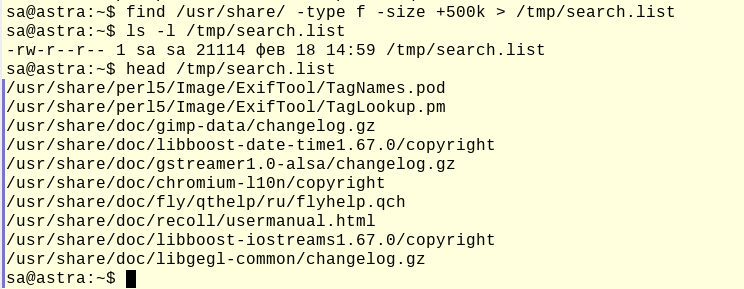 sa@astra:~$ find /usr/share/ -type f -size +500k > /tmp/search.list
sa@astra:~$ ls -l /tmp/search.list
-rw-r--r-- 1 sa sa 21114 фев 18 14:59 /tmp/search.list
sa@astra:~$ head /tmp/search.list
/usr/share/perl5/Image/ExifTool/TagNames.pod
/usr/share/perl5/Image/ExifTool/TagLookup.pm
/usr/share/doc/gimp-data/changelog.gz
/usr/share/doc/libboost-date-time1.67.0/copyright
/usr/share/doc/gstreamer1.0-alsa/changelog.gz
/usr/share/doc/chromium-l10n/copyright
/usr/share/doc/fly/qthelp/ru/flyhelp.qch
/usr/share/doc/recoll/usermanual.html
/usr/share/doc/libboost-iostreams1.67.0/copyright
/usr/share/doc/libgegl-common/changelog.gz
sa@astra:~$